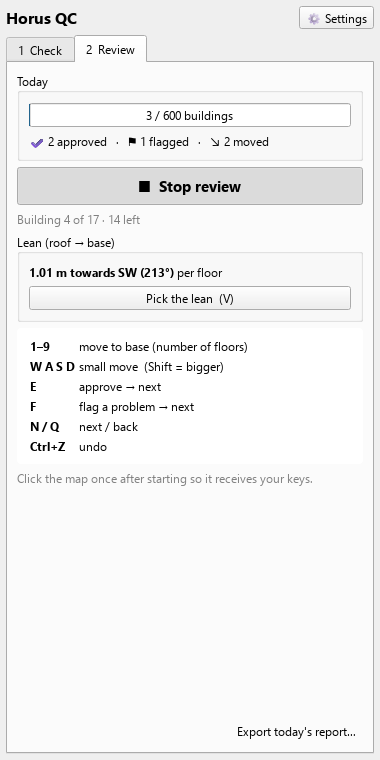 Horus QC
Settings
1 Check
2 Review
Today
3 / 600 buildings
2 approved · 1 flagged · ↘ 2 moved
Stop review
Building 4 of 17 · 14 left
Lean (roof → base)
1.01 m towards SW (213°) per floor
Pick the lean (V)
1–9 move to base (number of floors)
W A S D small move (Shift = bigger)
E approve → next
F flag a problem → next
N / Q next / back
Ctrl+Z undo
Click the map once after starting so it receives your keys.
Export today's report...